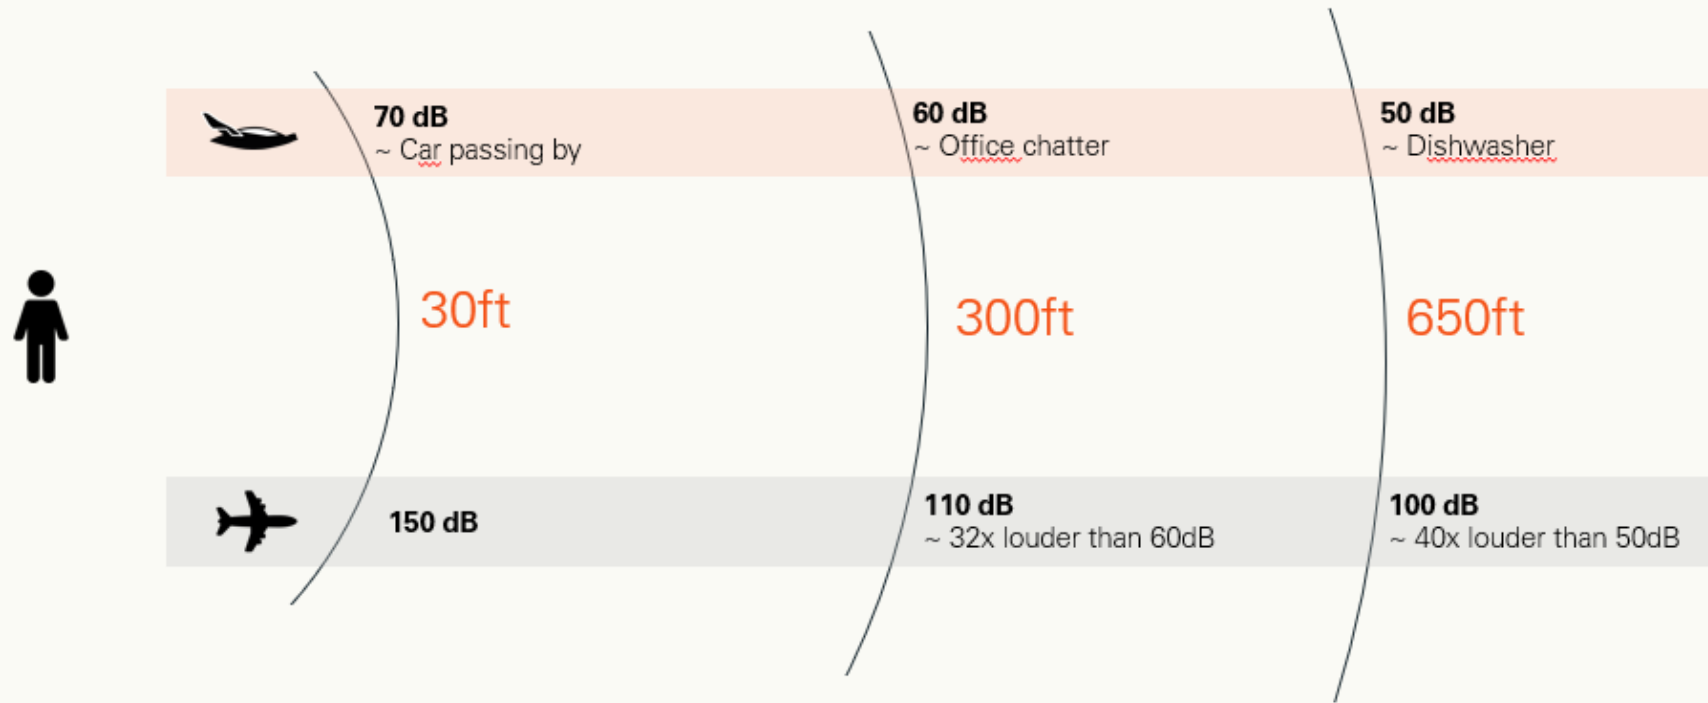 70 dB
~ Car passing by
60 dB
~ Office chatter
50 dB
~ Dishwasher
30ft
300ft
650ft
150 dB
110 dB
~ 32x louder than 60dB
100 dB
~ 40x louder than 50dB